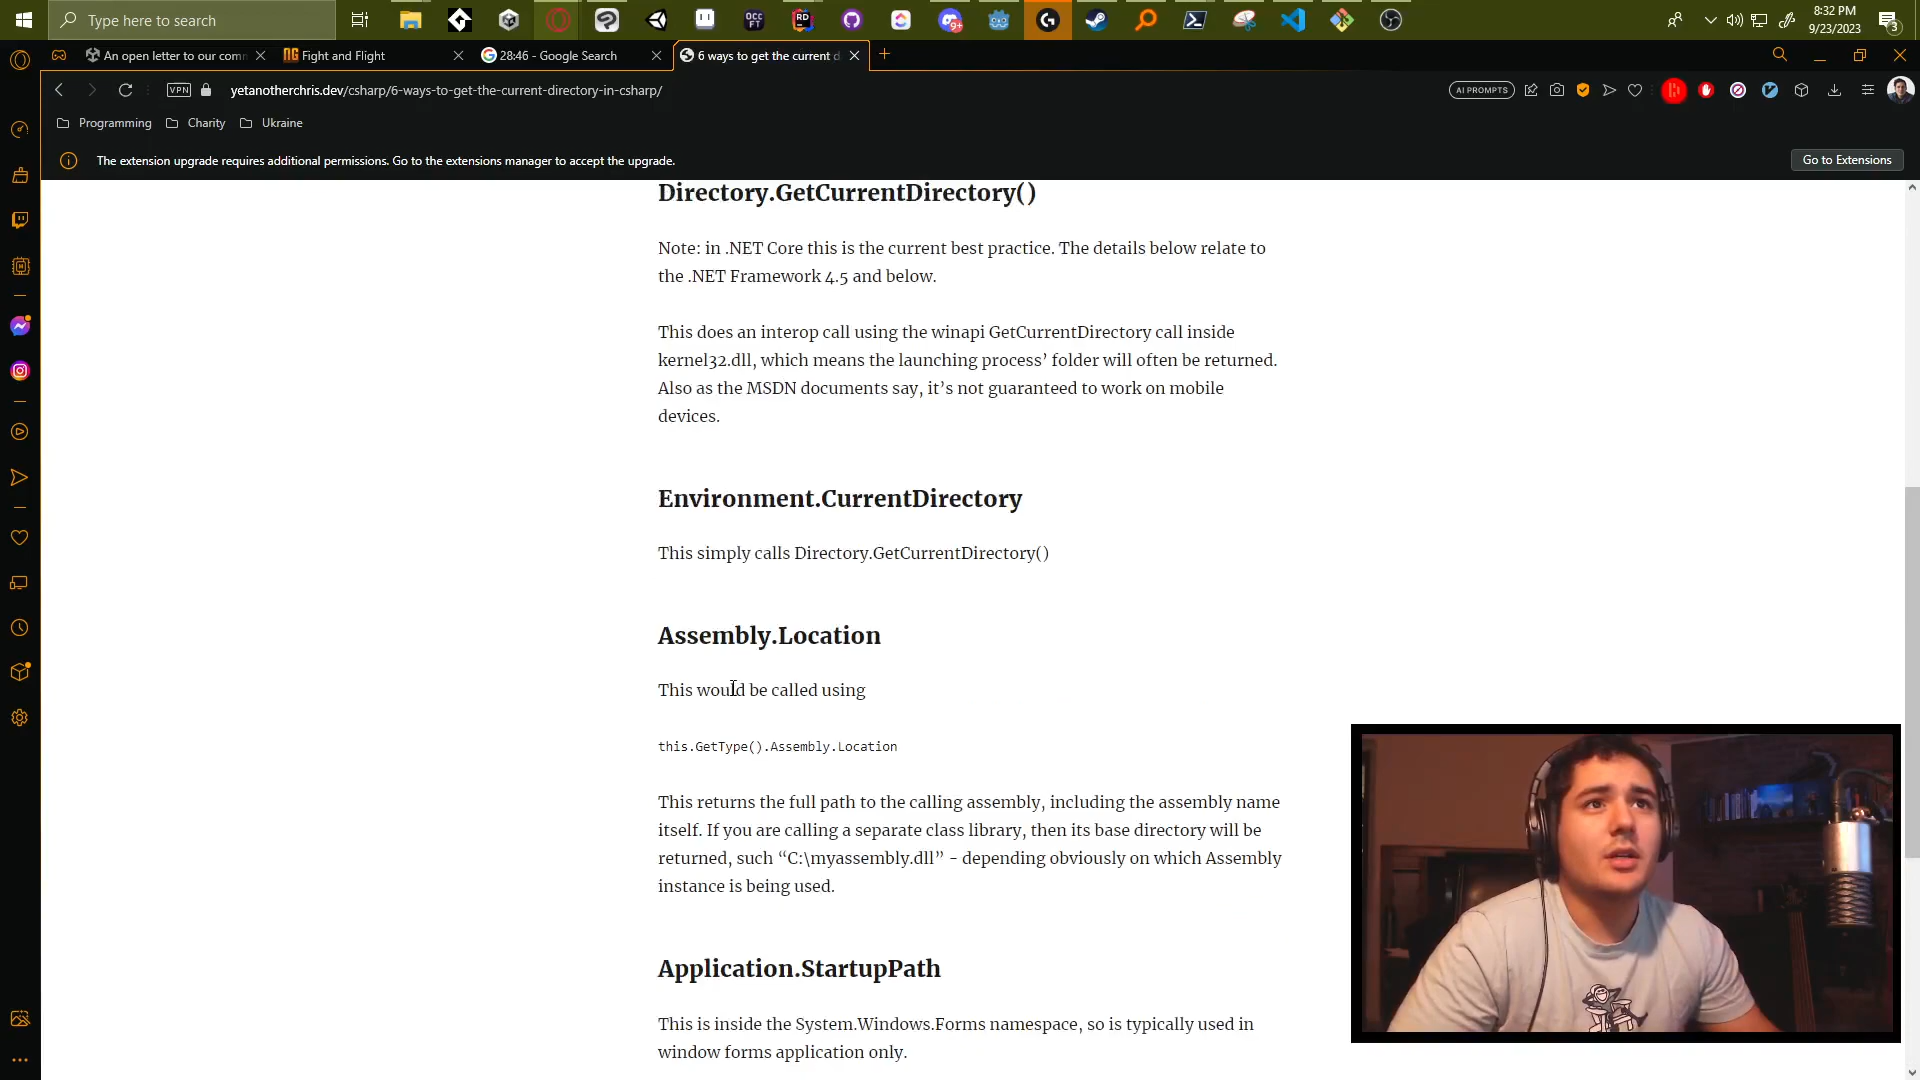 Type here to search
8:32 PM
9/23/2023
3
An open letter to our com
Fight and Flight
28:46 - Google Search
6 ways to get the current d
VPN
yetanotherchris.dev/csharp/6-ways-to-get-the-current-directory-in-csharp/
AI PROMPTS
Programming
Charity
Ukraine
The extension upgrade requires additional permissions. Go to the extensions manager to accept the upgrade.
Go to Extensions
Directory.GetCurrentDirectory()
Note: in .NET Core this is the current best practice. The details below relate to
the .NET Framework 4.5 and below.
This does an interop call using the winapi GetCurrentDirectory call inside
kernel32.dll, which means the launching process’ folder will often be returned.
Also as the MSDN documents say, it’s not guaranteed to work on mobile
devices.
Environment.CurrentDirectory
This simply calls Directory.GetCurrentDirectory()
Assembly.Location
This would be called using
this.GetType().Assembly.Location
This returns the full path to the calling assembly, including the assembly name
itself. If you are calling a separate class library, then its base directory will be
returned, such “C:\myassembly.dll” - depending obviously on which Assembly
instance is being used.
Application.StartupPath
This is inside the System.Windows.Forms namespace, so is typically used in
window forms application only.